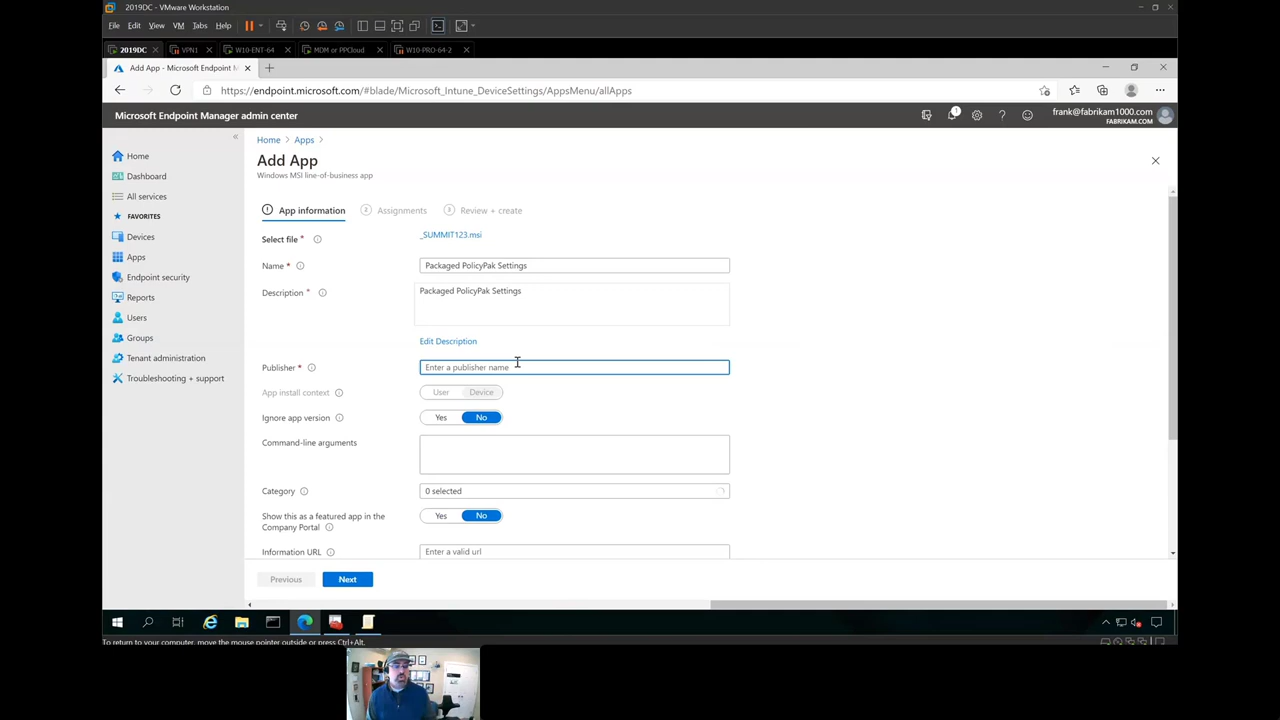 2019DC - VMware Workstation
File Edit View VM Tabs Help
2019DC VPN1 W10-ENT-64 MDM or PPCloud W10-PRO-64-2
Add App - Microsoft Endpoint M
https://endpoint.microsoft.com/#blade/Microsoft_Intune_DeviceSettings/AppsMenu/allApps
Microsoft Endpoint Manager admin center
1
frank@fabrikam1000.com
FABRIKAM.COM
Home
Dashboard
All services
FAVORITES
Devices
Apps
Endpoint security
Reports
Users
Groups
Tenant administration
Troubleshooting + support
Home > Apps >
Add App
Windows MSI line-of-business app
App information 2 Assignments 3 Review + create
Select file * _SUMMIT123.msi
Name * Packaged PolicyPak Settings
Description * Packaged PolicyPak Settings
Edit Description
Publisher * Enter a publisher name
App install context User Device
Ignore app version Yes No
Command-line arguments
Category 0 selected
Show this as a featured app in the
Company Portal Yes No
Information URL Enter a valid url
Previous Next
To return to your computer, move the mouse pointer outside or press Ctrl+Alt.